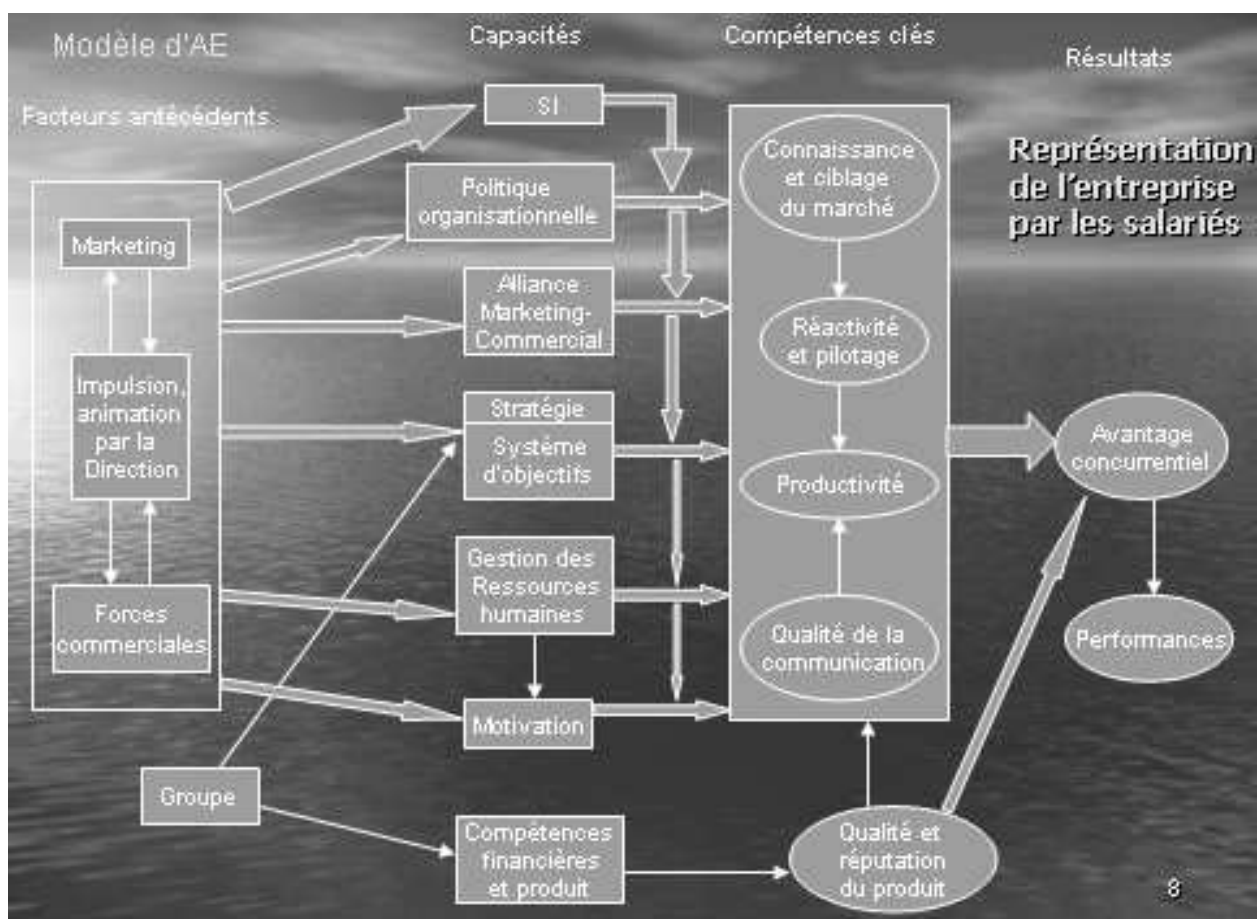 Modèle d'AE
Capacités
Compétences clés
Résultats
Facteurs antécédents
SI
Représentation
de l'entreprise
par les salariés
Connaissance
et ciblage
du marché
Politique
organisationnelle
Marketing
Alliance
Marketing-
Commercial
Réactivité
et pilotage
Impulsion,
animation
par la
Direction
Stratégie
Système
d'objectifs
Avantage
concurrentiel
Productivité
Gestion des
Ressources
humaines
Forces
commerciales
Qualité de la
communication
Performances
Motivation
Groupe
Compétences
financières
et produit
Qualité et
réputation
du produit
8